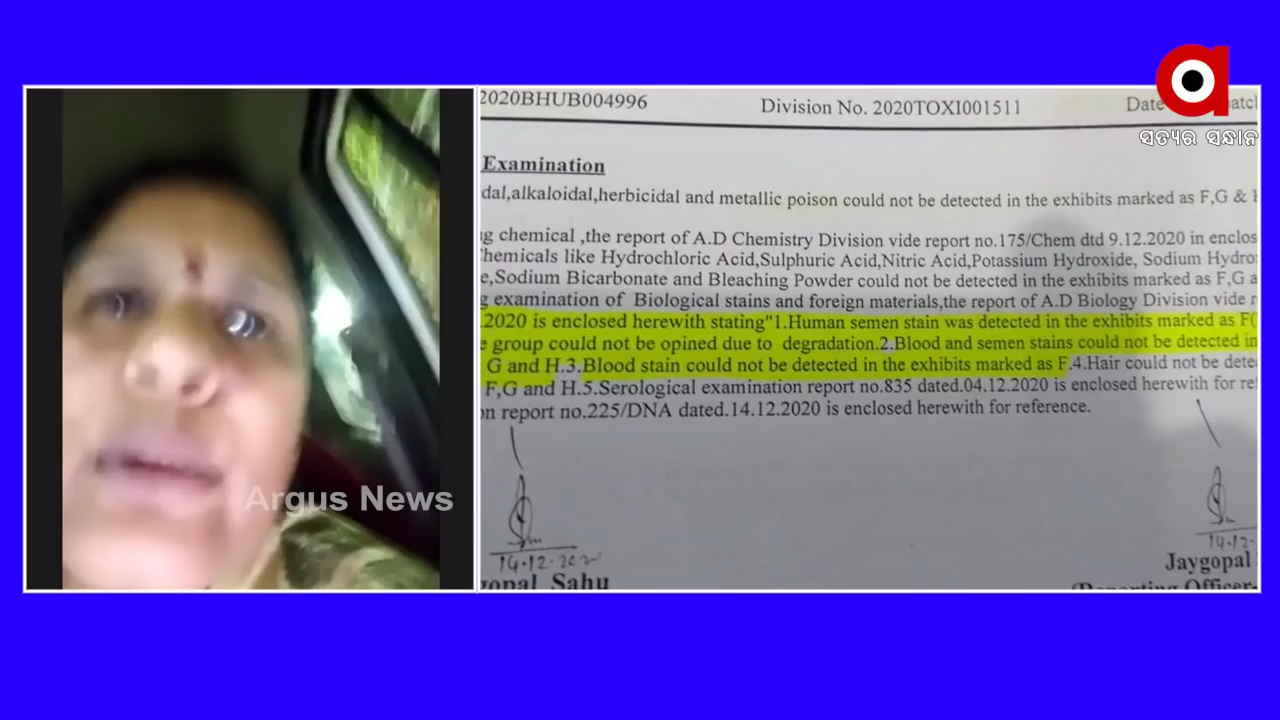 2020BHUB004996 Division No. 2020TOXI001511 Date
ସତ୍ୟର ସନ୍ଧାନ
Examination
dal,alkaloidal,herbicidal and metallic poison could not be detected in the exhibits marked as F,G &
g chemical ,the report of A.D Chemistry Division vide report no.175/Chem dtd 9.12.2020 in enclos
Chemicals like Hydrochloric Acid,Sulphuric Acid,Nitric Acid,Potassium Hydroxide, Sodium Hydro
e,Sodium Bicarbonate and Bleaching Powder could not be detected in the exhibits marked as F,G a
g examination of Biological stains and foreign materials,the report of A.D Biology Division vide r
.2020 is enclosed herewith stating"1.Human semen stain was detected in the exhibits marked as F(
e group could not be opined due to degradation.2.Blood and semen stains could not be detected in
G and H.3.Blood stain could not be detected in the exhibits marked as F.4.Hair could not be dete
F,G and H.5.Serological examination report no.835 dated.04.12.2020 is enclosed herewith for re
on report no.225/DNA dated.14.12.2020 is enclosed herewith for reference.
Argus News
14.12.202
14.12.
gopal Sahu
Jaygopal
(Reporting Officer-